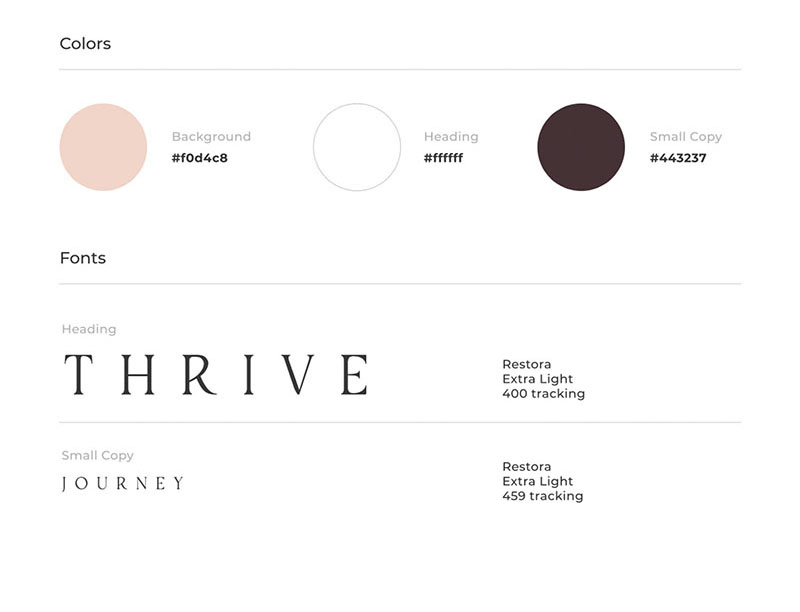 Colors
Background
#f0d4c8
Heading
#ffffff
Small Copy
#443237
Fonts
Heading
THRIVE
Restora
Extra Light
400 tracking
Small Copy
JOURNEY
Restora
Extra Light
459 tracking